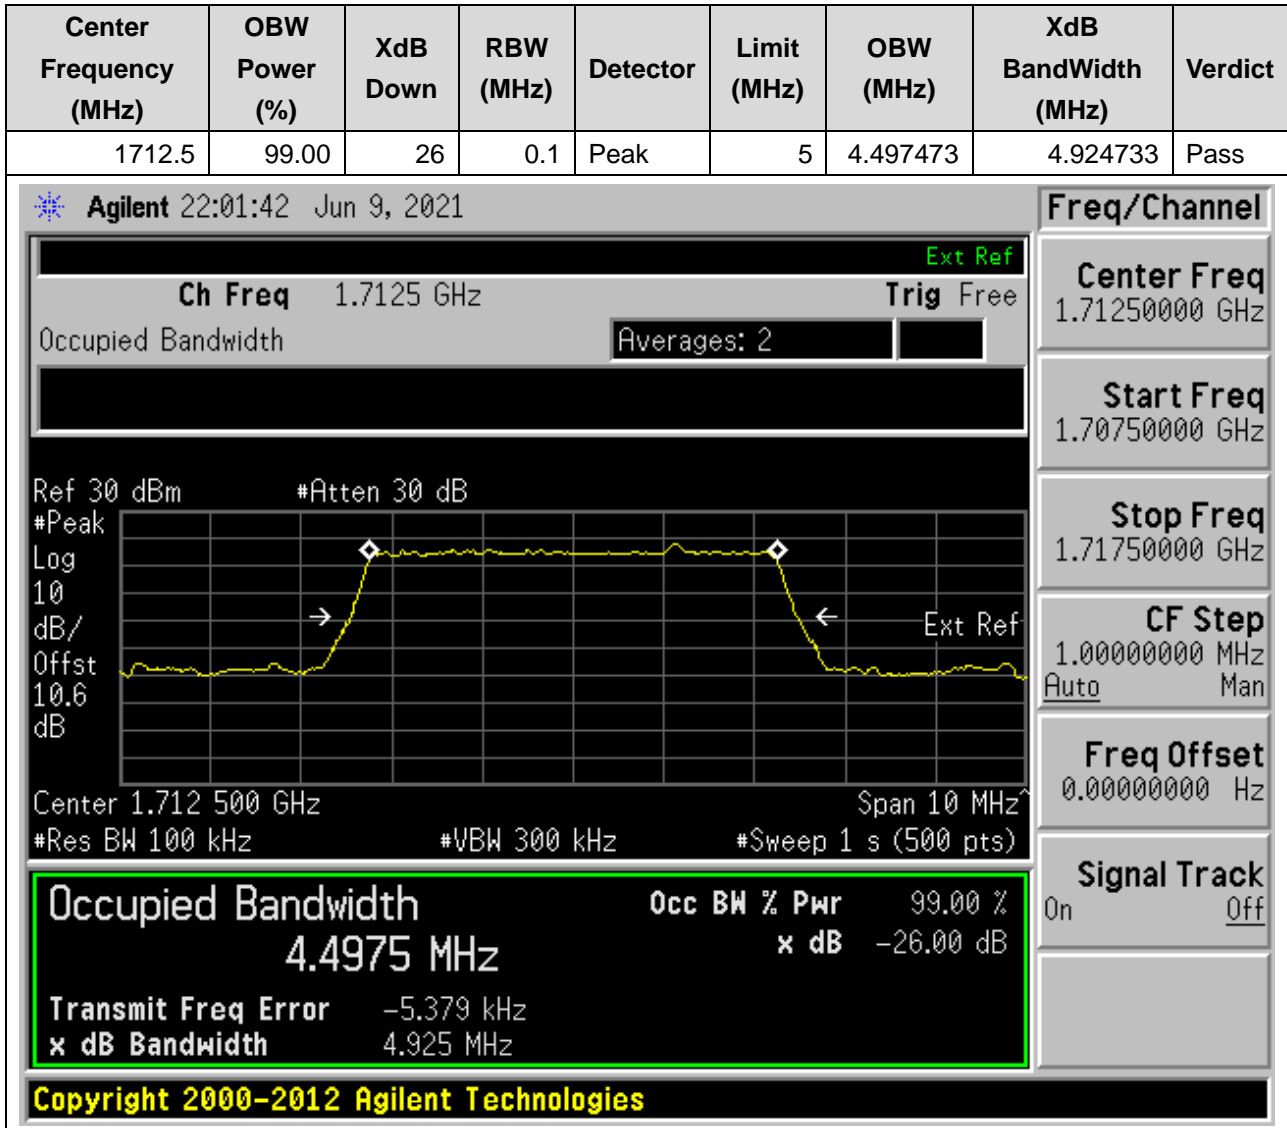 Center Frequency (MHz) OBW Power (%) XdB Down RBW (MHz) Detector Limit (MHz) OBW (MHz) XdB BandWidth (MHz) Verdict
1712.5 99.00 26 0.1 Peak 5 4.497473 4.924733 Pass
Agilent 22:01:42 Jun 9, 2021
Freq/Channel
Ext Ref
Ch Freq 1.7125 GHz Trig Free
Occupied Bandwidth Averages: 2
Center Freq
1.71250000 GHz
Start Freq
1.70750000 GHz
Stop Freq
1.71750000 GHz
CF Step
1.00000000 MHz
Auto Man
Freq Offset
0.00000000 Hz
Signal Track
On Off
Ref 30 dBm #Atten 30 dB
#Peak
Log
10
dB/
Offst
10.6
dB
Ext Ref
Center 1.712 500 GHz Span 10 MHz^
#Res BW 100 kHz #VBW 300 kHz #Sweep 1 s (500 pts)
Occupied Bandwidth Occ BW % Pwr 99.00 %
4.4975 MHz x dB -26.00 dB
Transmit Freq Error -5.379 kHz
x dB Bandwidth 4.925 MHz
Copyright 2000-2012 Agilent Technologies